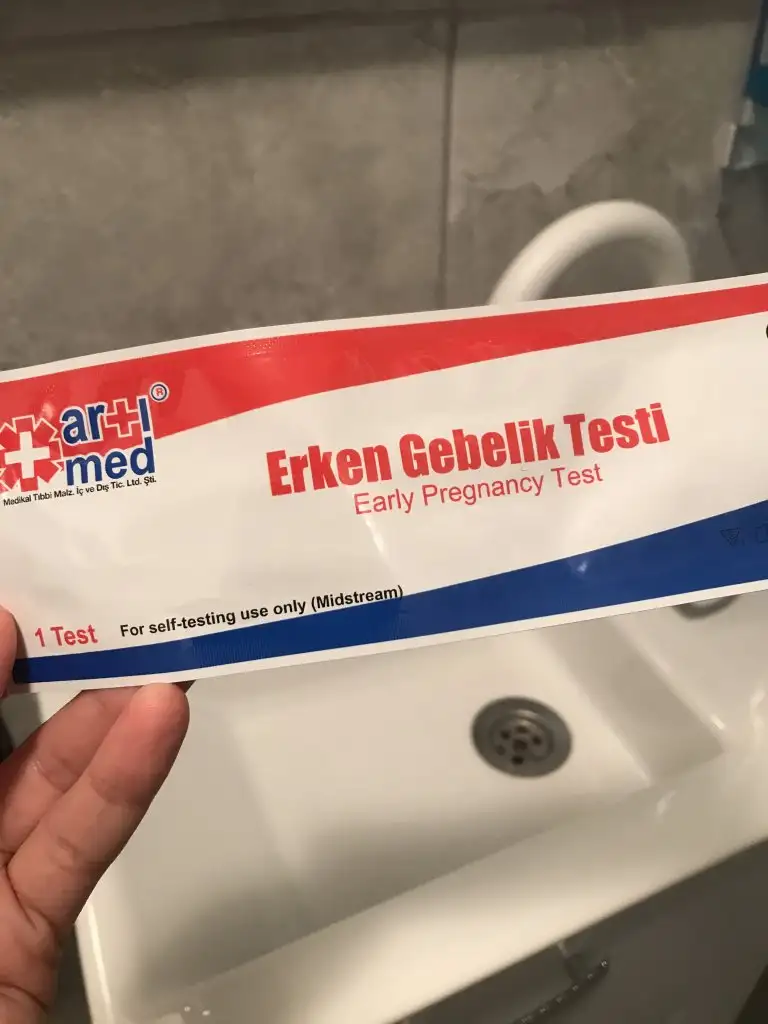 art+ı
med
®
Medikal Tıbbi Malz. İç ve Dış Tic. Ltd. Şti.
Erken Gebelik Testi
Early Pregnancy Test
1 Test
For self-testing use only (Midstream)